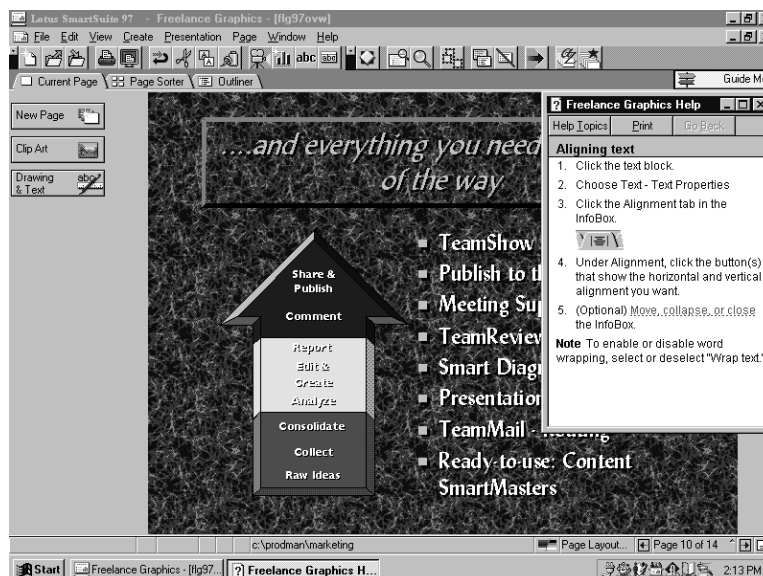 Lotus SmartSuite 97 - Freelance Graphics - [flg97ovw]
File Edit View Create Presentation Page Window Help
abc abc
Current Page Page Sorter Outliner Guide M
New Page
Clip Art
Drawing & Text abc
....and everything you need
of the way
TeamShow
Publish to t
Meeting Su
TeamReview
Smart Diag
Presentation
TeamMail - Routing
Ready-to-use: Content
SmartMasters
Share &
Publish
Comment
Report
Edit &
Create
Analyze
Consolidate
Collect
Raw Ideas
Freelance Graphics Help
Help Topics Print Go Back
Aligning text
1. Click the text block.
2. Choose Text - Text Properties
3. Click the Alignment tab in the
InfoBox.
4. Under Alignment, click the button(s)
that show the horizontal and vertical
alignment you want.
5. (Optional) Move, collapse, or close
the InfoBox.
Note To enable or disable word
wrapping, select or deselect "Wrap text."
c:\prodman\marketing Page Layout... Page 10 of 14
Start Freelance Graphics - [flg97... Freelance Graphics H... 2:13 PM